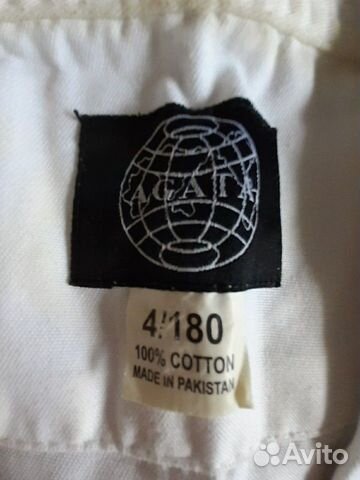 AGATA
4/180
100% COTTON
MADE IN PAKISTAN
Avito